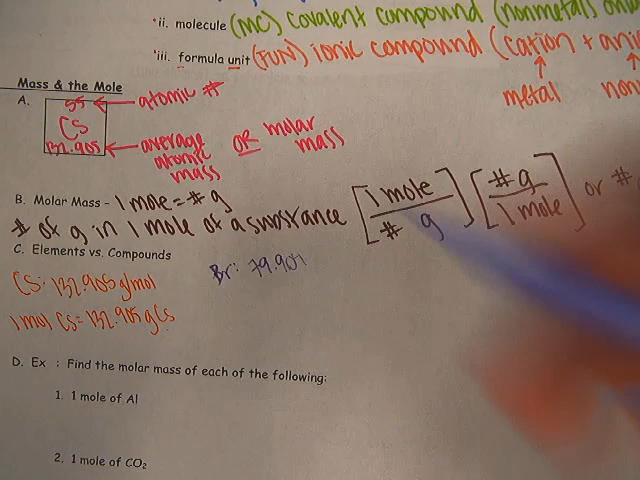 *ii. molecule (MC) covalent compound (nonmetals
*iii. formula unit (FUN) ionic compound (cation +
metal
Mass & the Mole
A.
55 ← atomic #
Cs
132.905 ← average atomic mass OR molar mass
B. Molar Mass - 1 mole = # g
# of g in 1 mole of a substance [1 mole / # g] [# g / 1 mole] or #
C. Elements vs. Compounds
Cs: 132.905 g/mol
Br: 79.90
1 mol Cs = 132.905 g Cs
D. Ex : Find the molar mass of each of the following:
1. 1 mole of Al
2. 1 mole of CO₂